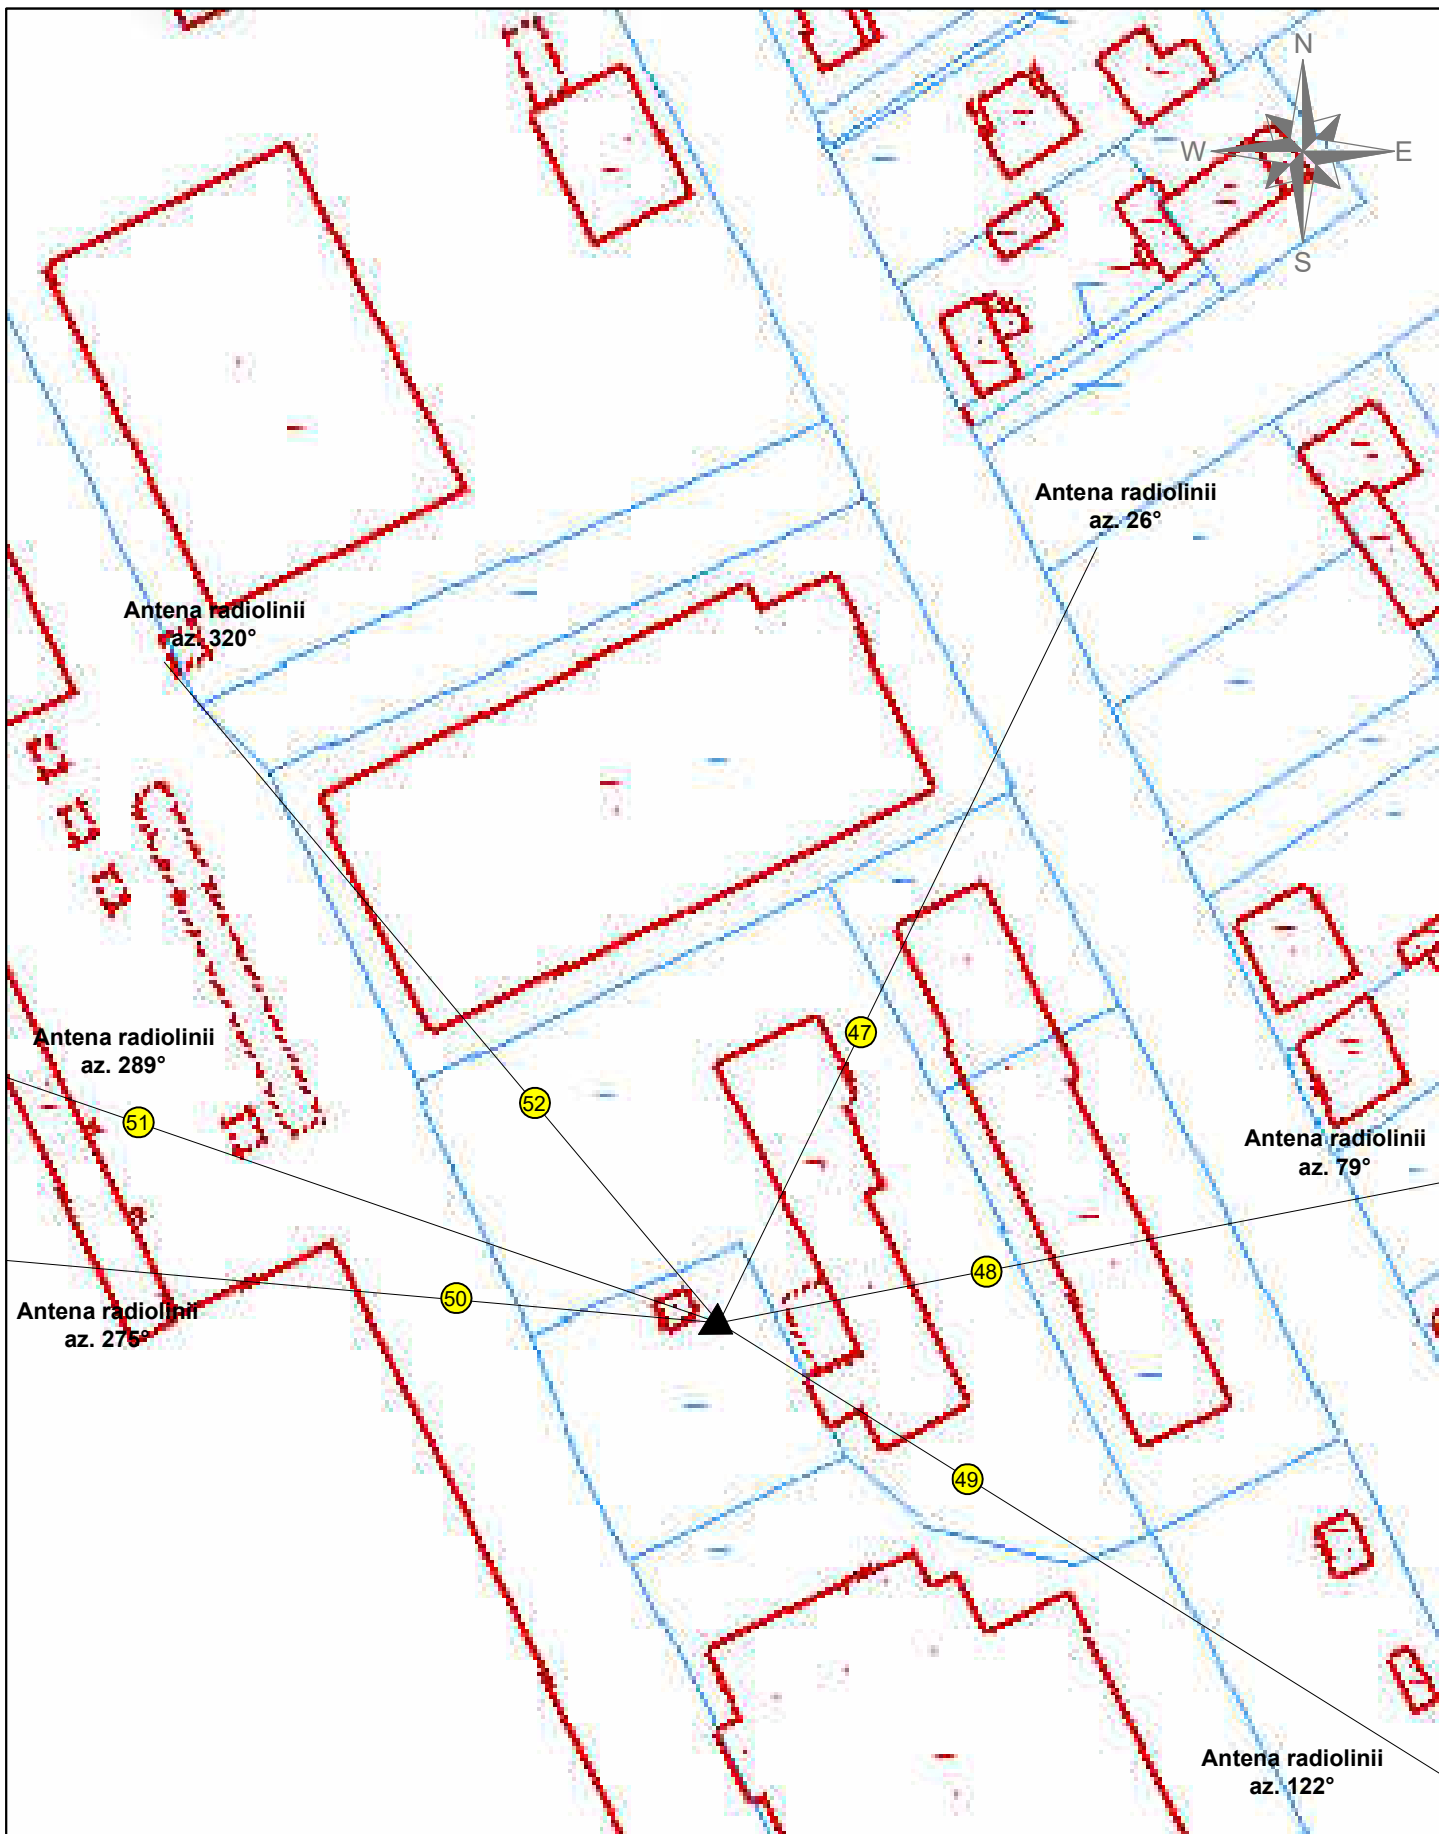 N
W
E
S
Antena radiolinii
az. 26°
Antena radiolinii
az. 320°
47
Antena radiolinii
az. 289°
52
51
Antena radiolinii
az. 79°
48
50
Antena radiolinii
az. 275°
49
Antena radiolinii
az. 122°